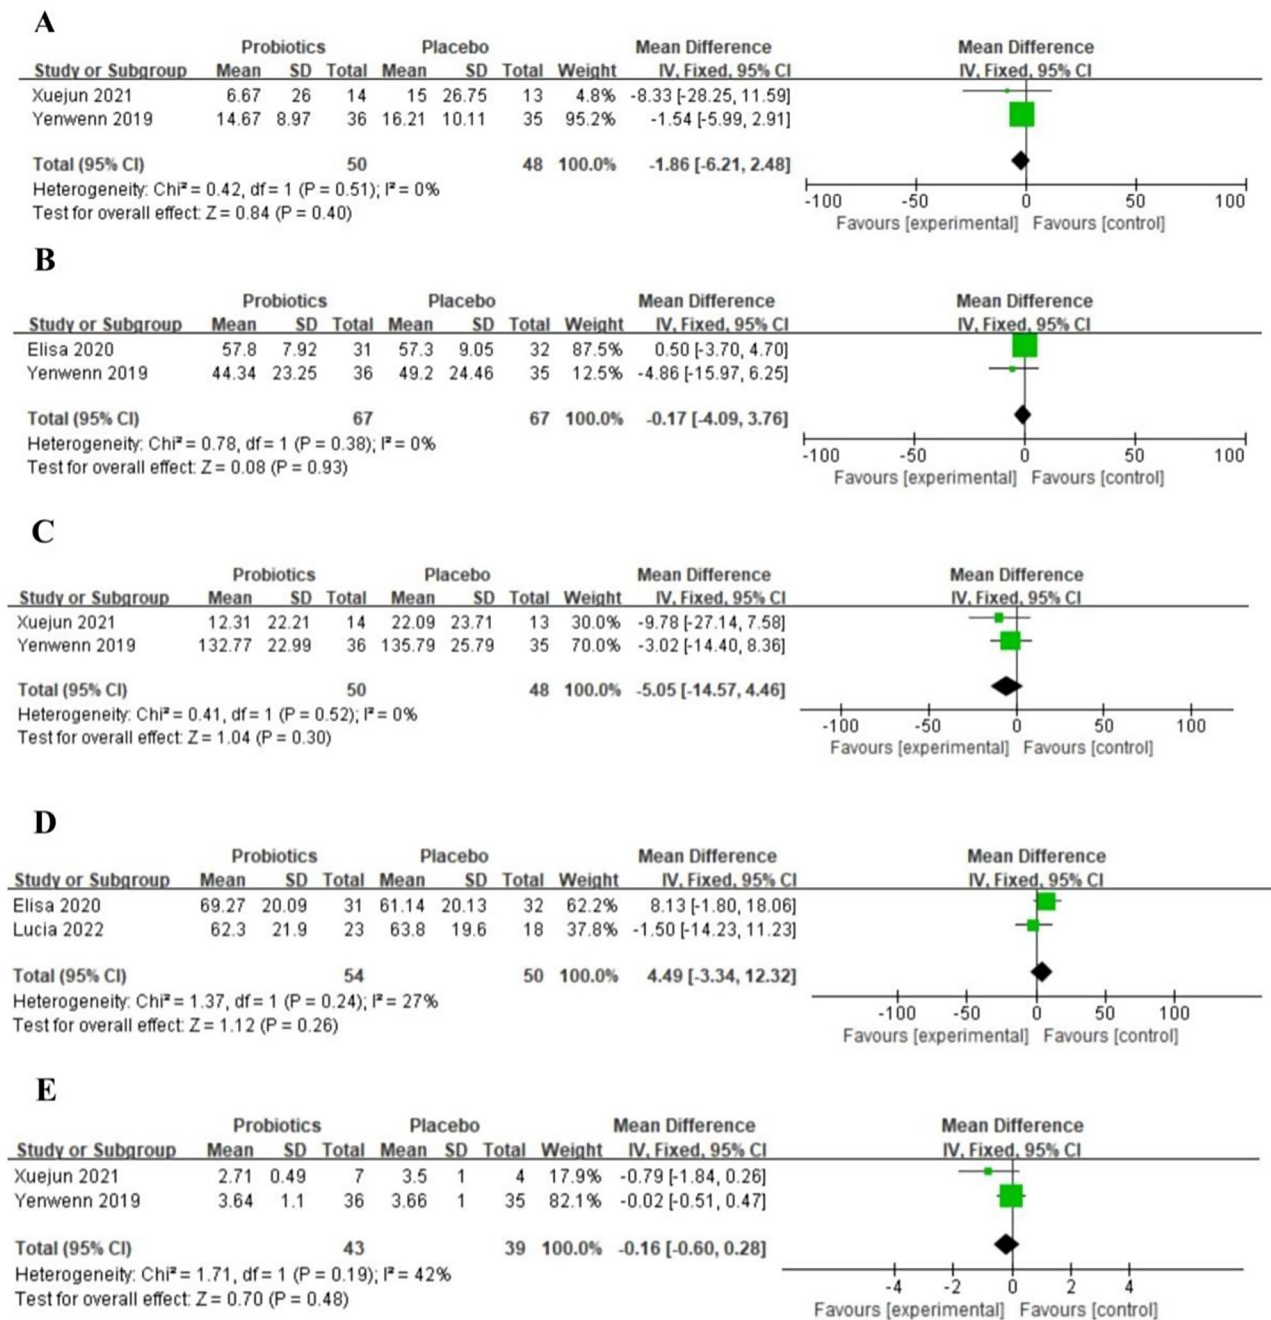 A
Probiotics Placebo Mean Difference Mean Difference
Study or Subgroup Mean SD Total Mean SD Total Weight IV, Fixed, 95% CI IV, Fixed, 95% CI
Xuejun 2021 6.67 26 14 15 26.75 13 4.8% -8.33 [-28.25, 11.59]
Yenwenn 2019 14.67 8.97 36 16.21 10.11 35 95.2% -1.54 [-5.99, 2.91]
Total (95% CI) 50 48 100.0% -1.86 [-6.21, 2.48]
Heterogeneity: Chi² = 0.42, df = 1 (P = 0.51); I² = 0%
Test for overall effect: Z = 0.84 (P = 0.40)
-100 -50 0 50 100
Favours [experimental] Favours [control]
B
Probiotics Placebo Mean Difference Mean Difference
Study or Subgroup Mean SD Total Mean SD Total Weight IV, Fixed, 95% CI IV, Fixed, 95% CI
Elisa 2020 57.8 7.92 31 57.3 9.05 32 87.5% 0.50 [-3.70, 4.70]
Yenwenn 2019 44.34 23.25 36 49.2 24.46 35 12.5% -4.86 [-15.97, 6.25]
Total (95% CI) 67 67 100.0% -0.17 [-4.09, 3.76]
Heterogeneity: Chi² = 0.78, df = 1 (P = 0.38); I² = 0%
Test for overall effect: Z = 0.08 (P = 0.93)
-100 -50 0 50 100
Favours [experimental] Favours [control]
C
Probiotics Placebo Mean Difference Mean Difference
Study or Subgroup Mean SD Total Mean SD Total Weight IV, Fixed, 95% CI IV, Fixed, 95% CI
Xuejun 2021 12.31 22.21 14 22.09 23.71 13 30.0% -9.78 [-27.14, 7.58]
Yenwenn 2019 132.77 22.99 36 135.79 25.79 35 70.0% -3.02 [-14.40, 8.36]
Total (95% CI) 50 48 100.0% -5.05 [-14.57, 4.46]
Heterogeneity: Chi² = 0.41, df = 1 (P = 0.52); I² = 0%
Test for overall effect: Z = 1.04 (P = 0.30)
-100 -50 0 50 100
Favours [experimental] Favours [control]
D
Probiotics Placebo Mean Difference Mean Difference
Study or Subgroup Mean SD Total Mean SD Total Weight IV, Fixed, 95% CI IV, Fixed, 95% CI
Elisa 2020 69.27 20.09 31 61.14 20.13 32 62.2% 8.13 [-1.80, 18.06]
Lucia 2022 62.3 21.9 23 63.8 19.6 18 37.8% -1.50 [-14.23, 11.23]
Total (95% CI) 54 50 100.0% 4.49 [-3.34, 12.32]
Heterogeneity: Chi² = 1.37, df = 1 (P = 0.24); I² = 27%
Test for overall effect: Z = 1.12 (P = 0.26)
-100 -50 0 50 100
Favours [experimental] Favours [control]
E
Probiotics Placebo Mean Difference Mean Difference
Study or Subgroup Mean SD Total Mean SD Total Weight IV, Fixed, 95% CI IV, Fixed, 95% CI
Xuejun 2021 2.71 0.49 7 3.5 1 4 17.9% -0.79 [-1.84, 0.26]
Yenwenn 2019 3.64 1.1 36 3.66 1 35 82.1% -0.02 [-0.51, 0.47]
Total (95% CI) 43 39 100.0% -0.16 [-0.60, 0.28]
Heterogeneity: Chi² = 1.71, df = 1 (P = 0.19); I² = 42%
Test for overall effect: Z = 0.70 (P = 0.48)
-4 -2 0 2 4
Favours [experimental] Favours [control]